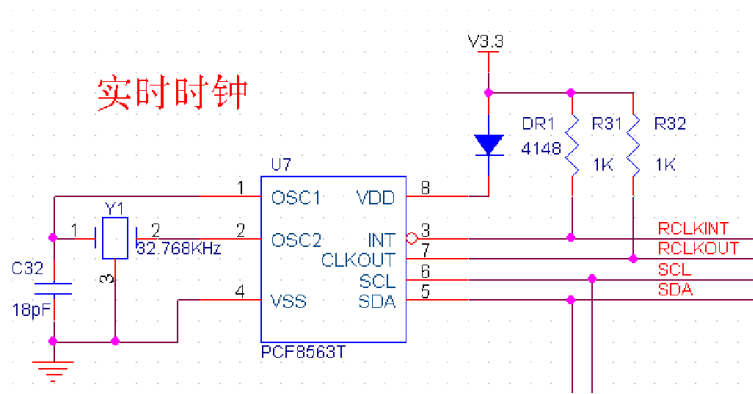 V3.3
实时时钟
DR1
4148
R31
1K
R32
1K
U7
1
OSC1
VDD
8
Y1
1
2
32.768KHz
2
OSC2
INT
3
RCLKINT
CLKOUT
7
RCLKOUT
C32
18pF
3
SCL
6
SCL
4
VSS
SDA
5
SDA
PCF8563T